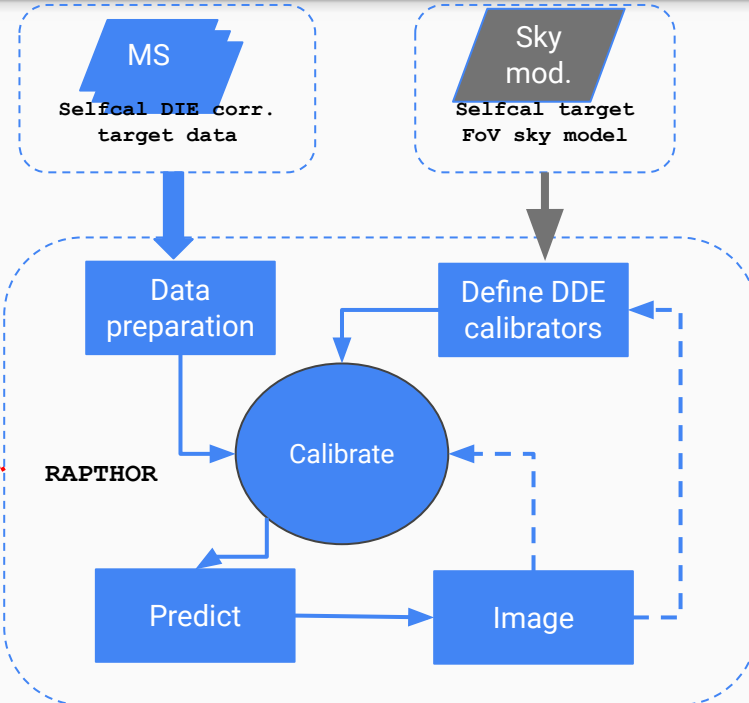 MS
Selfcal DIE corr.
target data
Sky
mod.
Selfcal target
FoV sky model
Data
preparation
Define DDE
calibrators
Calibrate
RAPTHOR
Predict
Image